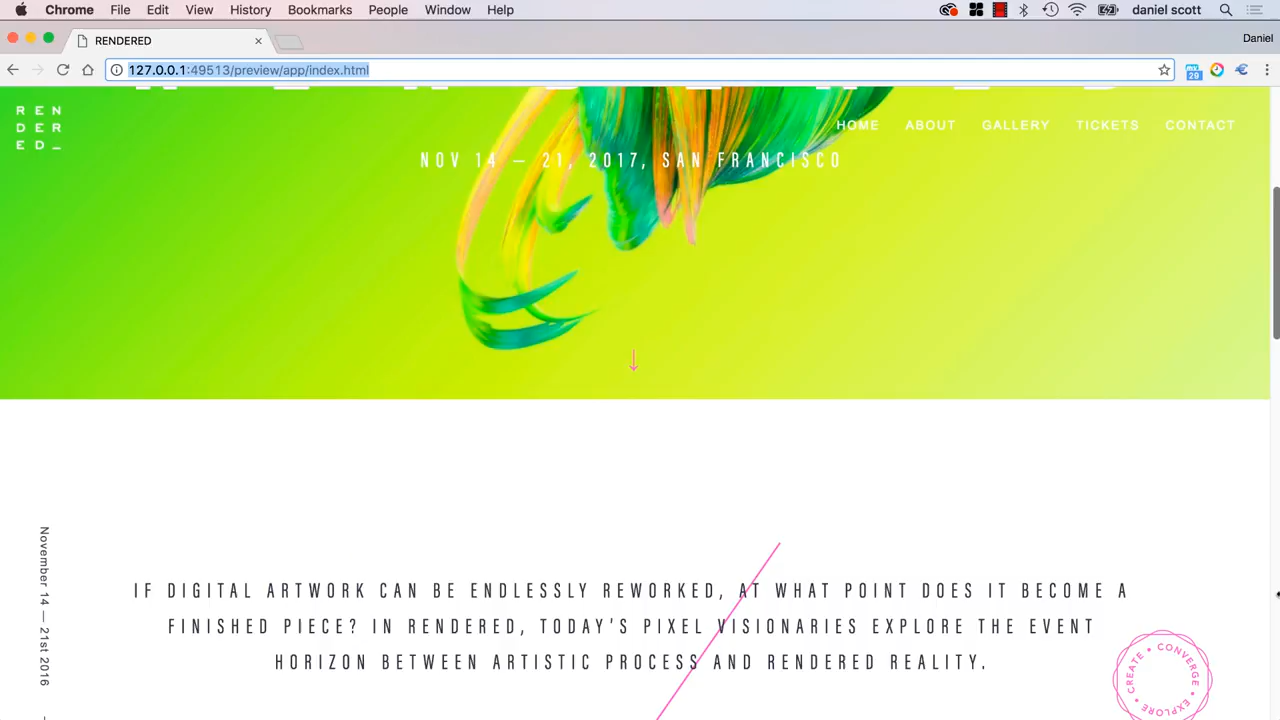 Chrome File Edit View History Bookmarks People Window Help daniel scott
RENDERED Daniel
127.0.0.1:49513/preview/app/index.html 29
REN
DER
ED_
HOME ABOUT GALLERY TICKETS CONTACT
NOV 14 — 21, 2017, SAN FRANCISCO
November 14 — 21st 2016
IF DIGITAL ARTWORK CAN BE ENDLESSLY REWORKED, AT WHAT POINT DOES IT BECOME A
FINISHED PIECE? IN RENDERED, TODAY'S PIXEL VISIONARIES EXPLORE THE EVENT
HORIZON BETWEEN ARTISTIC PROCESS AND RENDERED REALITY.
CREATE • CONVERGE • EXPLORE •